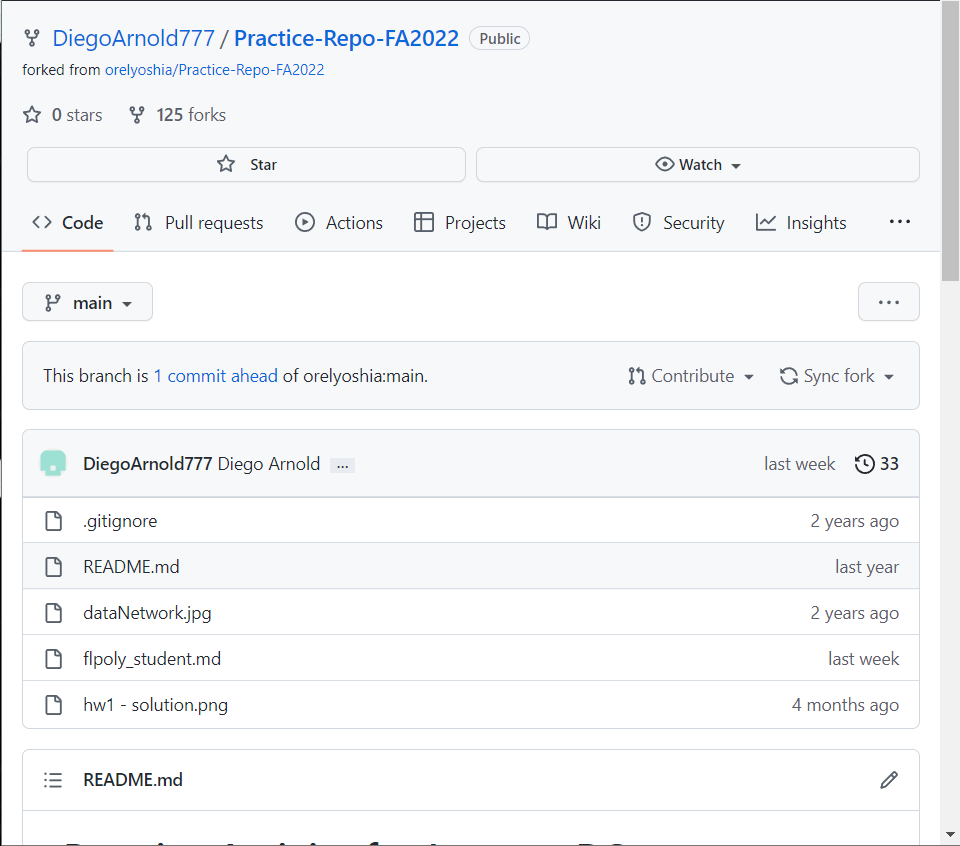 DiegoArnold777 / Practice-Repo-FA2022 Public
forked from orelyoshia/Practice-Repo-FA2022
0 stars 125 forks
Star Watch
Code Pull requests Actions Projects Wiki Security Insights ...
main ...
This branch is 1 commit ahead of orelyoshia:main. Contribute Sync fork
DiegoArnold777 Diego Arnold ... last week 33
.gitignore 2 years ago
README.md last year
dataNetwork.jpg 2 years ago
flpoly_student.md last week
hw1 - solution.png 4 months ago
README.md